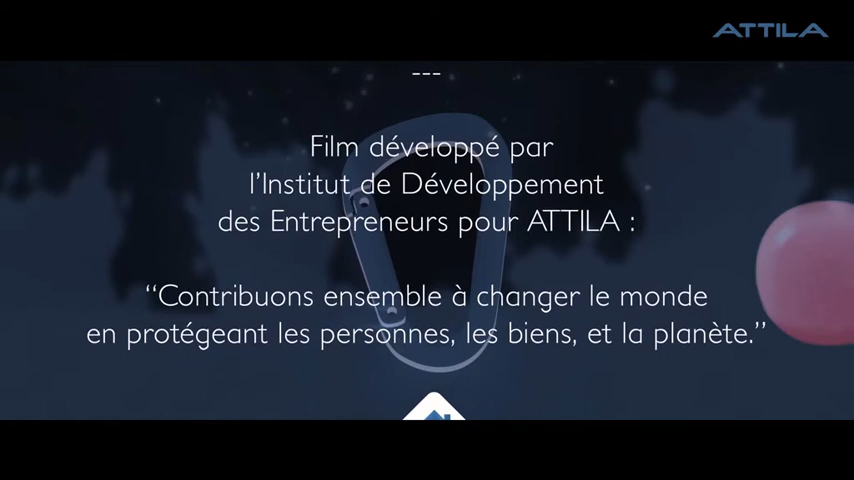 ATTILA
---
Film développé par
l’Institut de Développement
des Entrepreneurs pour ATTILA :
“Contribuons ensemble à changer le monde
en protégeant les personnes, les biens, et la planète.”